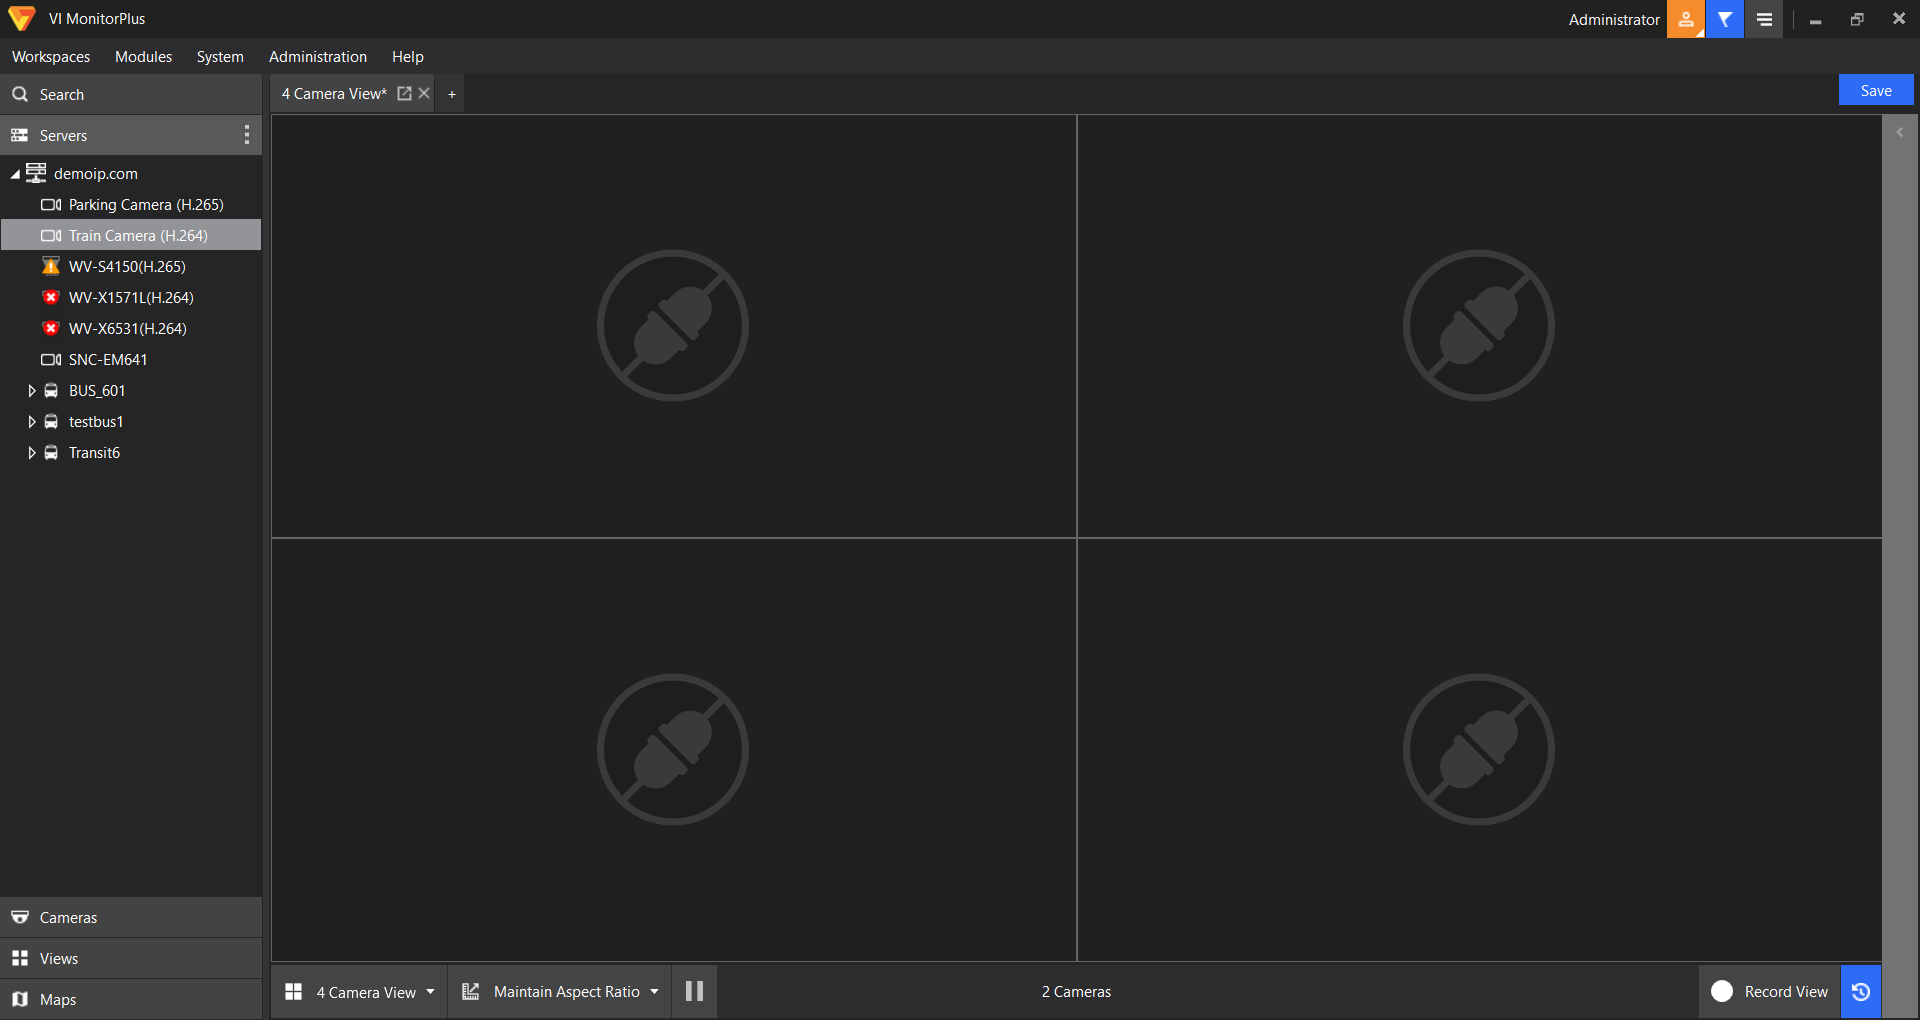 VI MonitorPlus
Administrator
Workspaces Modules System Administration Help
Search
4 Camera View* +
Save
Servers
demoip.com
Parking Camera (H.265)
Train Camera (H.264)
WV-S4150(H.265)
WV-X1571L(H.264)
WV-X6531(H.264)
SNC-EM641
BUS_601
testbus1
Transit6
Cameras
Views
Maps
4 Camera View
Maintain Aspect Ratio
2 Cameras
Record View